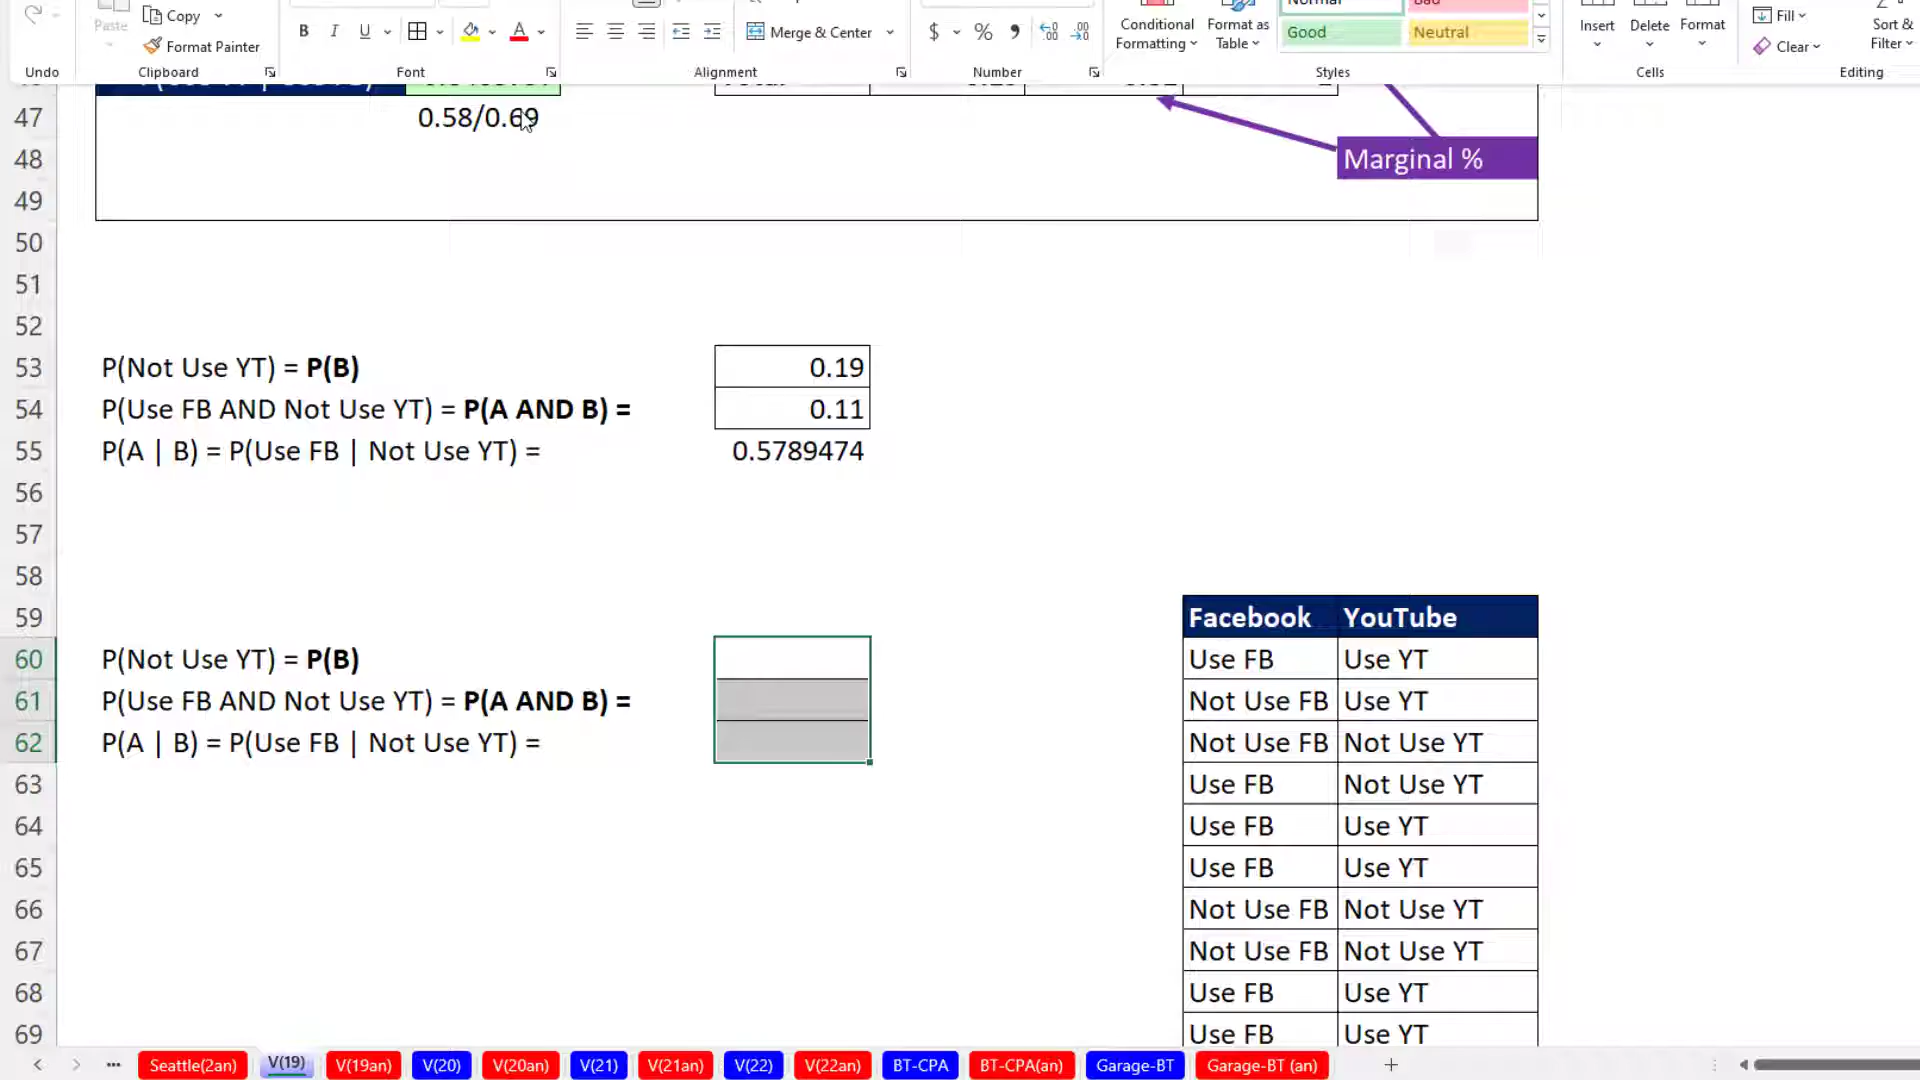 Copy
Paste
Format Painter
Undo
Clipboard
B I U
A
Font
Merge & Center
Alignment
$ % 9
Number
Conditional
Formatting
Format as
Table
Good
Neutral
Styles
Insert
Delete
Format
Cells
Fill
Clear
Sort &
Filter
Editing
47 0.58/0.69
48 Marginal %
49
50
51
52
53 P(Not Use YT) = P(B) 0.19
54 P(Use FB AND Not Use YT) = P(A AND B) = 0.11
55 P(A | B) = P(Use FB | Not Use YT) = 0.5789474
56
57
58
59 Facebook YouTube
60 P(Not Use YT) = P(B) Use FB Use YT
61 P(Use FB AND Not Use YT) = P(A AND B) = Not Use FB Use YT
62 P(A | B) = P(Use FB | Not Use YT) = Not Use FB Not Use YT
63 Use FB Not Use YT
64 Use FB Use YT
65 Use FB Use YT
66 Not Use FB Not Use YT
67 Not Use FB Not Use YT
68 Use FB Use YT
69 Use FB Use YT
... Seattle(2an) V(19) V(19an) V(20) V(20an) V(21) V(21an) V(22) V(22an) BT-CPA BT-CPA(an) Garage-BT Garage-BT (an) +